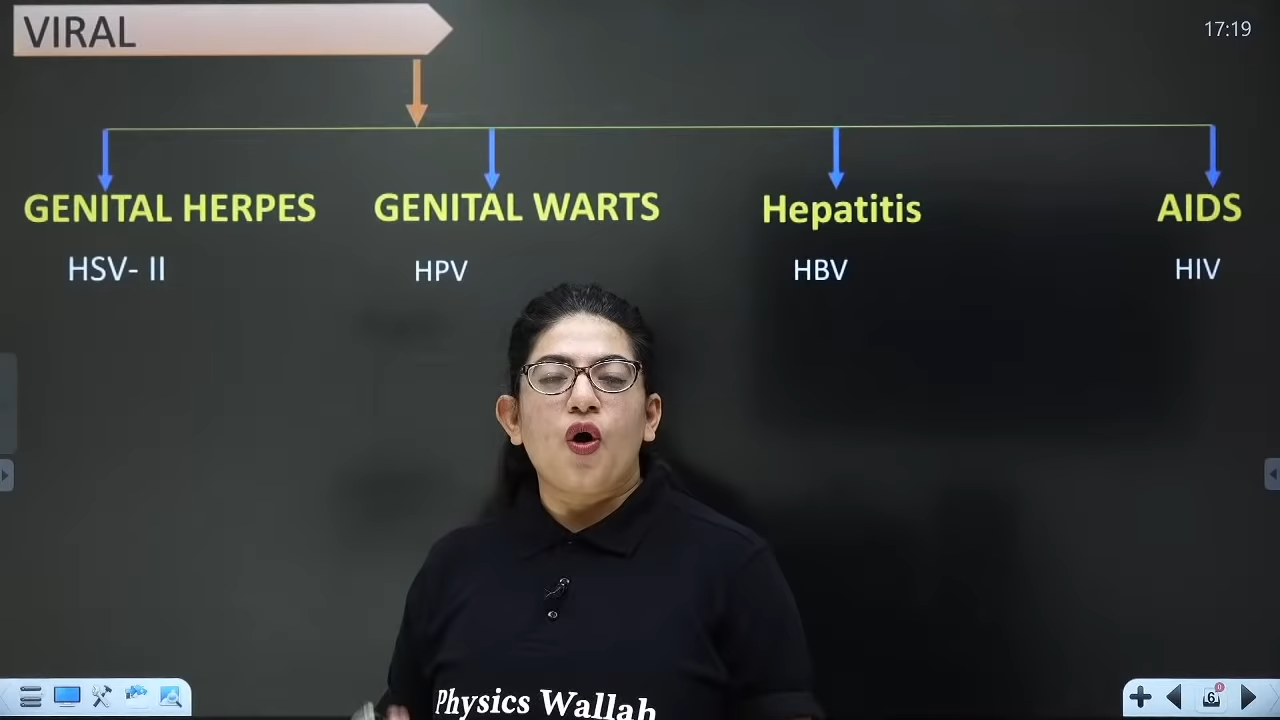 VIRAL
17:19
GENITAL HERPES
GENITAL WARTS
Hepatitis
AIDS
HSV- II
HPV
HBV
HIV
Physics Wallah
6